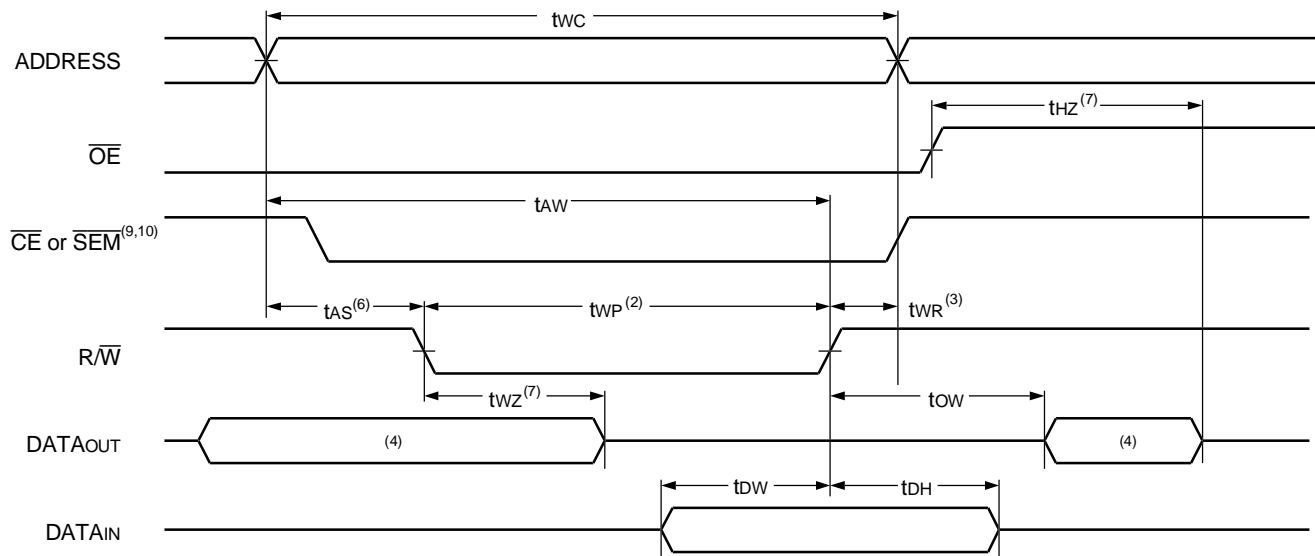 tWC
ADDRESS
tHZ(7)
OE
tAW
CE or SEM(9,10)
tAS(6)
tWP(2)
tWR(3)
R/W
tWZ(7)
tOW
DATAOUT
(4)
(4)
tDW
tDH
DATAIN